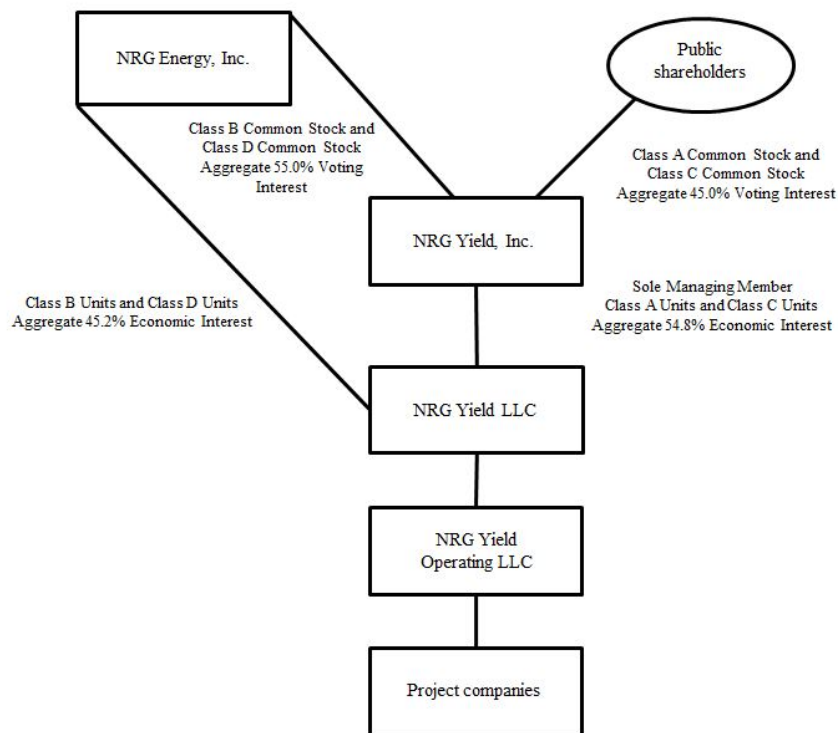 NRG Energy, Inc.
Public
shareholders
Class B Common Stock and
Class D Common Stock
Aggregate 55.0% Voting
Interest
Class A Common Stock and
Class C Common Stock
Aggregate 45.0% Voting Interest
NRG Yield, Inc.
Class B Units and Class D Units
Aggregate 45.2% Economic Interest
Sole Managing Member
Class A Units and Class C Units
Aggregate 54.8% Economic Interest
NRG Yield LLC
NRG Yield
Operating LLC
Project companies